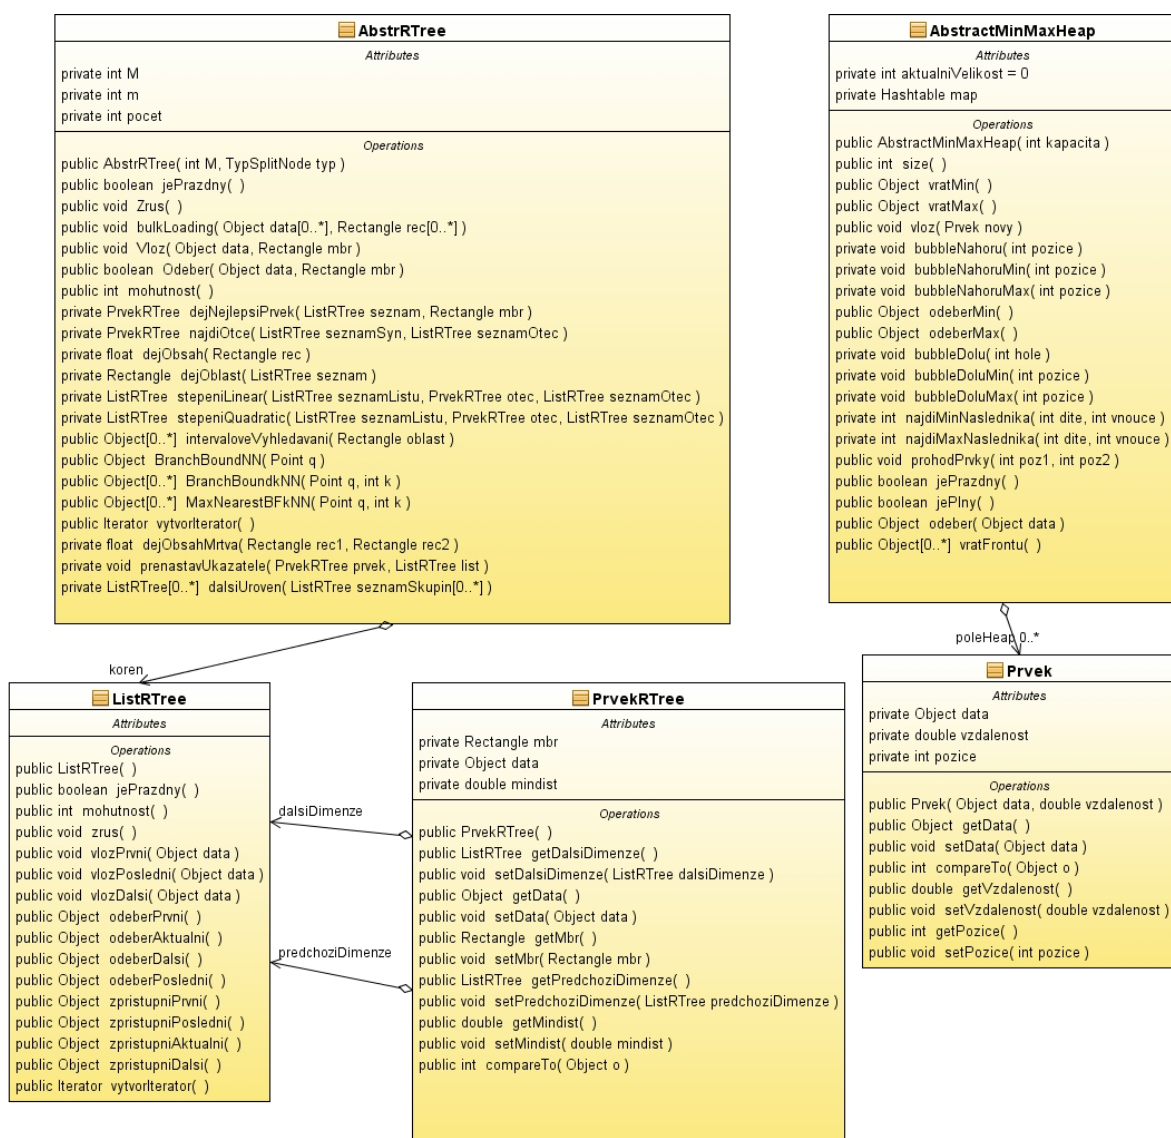 AbstrRTree
Attributes
private int M
private int m
private int pocet
Operations
public AbstrRTree( int M, TypSplitNode typ )
public boolean jePrazdny( )
public void Zrus( )
public void bulkLoading( Object data[0..*], Rectangle rec[0..*] )
public void Vloz( Object data, Rectangle mbr )
public boolean Odeber( Object data, Rectangle mbr )
public int mohutnost( )
private PrvekRTree dejNejlepsiPrvek( ListRTree seznam, Rectangle mbr )
private PrvekRTree najdiOtce( ListRTree seznamSyn, ListRTree seznamOtec )
private float dejObsah( Rectangle rec )
private Rectangle dejOblast( ListRTree seznam )
private ListRTree stepeniLinear( ListRTree seznamListu, PrvekRTree otec, ListRTree seznamOtec )
private ListRTree stepeniQuadratic( ListRTree seznamListu, PrvekRTree otec, ListRTree seznamOtec )
public Object[0..*] intervaloveVyhledavani( Rectangle oblast )
public Object BranchBoundNN( Point q )
public Object[0..*] BranchBoundkNN( Point q, int k )
public Object[0..*] MaxNearestBFkNN( Point q, int k )
public Iterator vytvorIterator( )
private float dejObsahMrtva( Rectangle rec1, Rectangle rec2 )
private void prenastavUkazatele( PrvekRTree prvek, ListRTree list )
private ListRTree[0..*] dalsiUroven( ListRTree seznamSkupin[0..*] )
AbstractMinMaxHeap
Attributes
private int aktualniVelikost = 0
private Hashtable map
Operations
public AbstractMinMaxHeap( int kapacita )
public int size( )
public Object vratMin( )
public Object vratMax( )
public void vloz( Prvek novy )
private void bubbleNahoru( int pozice )
private void bubbleNahoruMin( int pozice )
private void bubbleNahoruMax( int pozice )
public Object odeberMin( )
public Object odeberMax( )
private void bubbleDolu( int hole )
private void bubbleDoluMin( int pozice )
private void bubbleDoluMax( int pozice )
private int najdiMinNaslednika( int dite, int vnouce )
private int najdiMaxNaslednika( int dite, int vnouce )
public void prohodPrvky( int poz1, int poz2 )
public boolean jePrazdny( )
public boolean jePlny( )
public Object odeber( Object data )
public Object[0..*] vratFrontu( )
koren
poleHeap 0..*
ListRTree
Attributes
Operations
public ListRTree( )
public boolean jePrazdny( )
public int mohutnost( )
public void zrus( )
public void vlozPrvni( Object data )
public void vlozPosledni( Object data )
public void vlozDalsi( Object data )
public Object odeberPrvni( )
public Object odeberAktualni( )
public Object odeberDalsi( )
public Object odeberPosledni( )
public Object zpristupniPrvni( )
public Object zpristupniPosledni( )
public Object zpristupniAktualni( )
public Object zpristupniDalsi( )
public Iterator vytvorIterator( )
dalsiDimenze
predchoziDimenze
PrvekRTree
Attributes
private Rectangle mbr
private Object data
private double mindist
Operations
public PrvekRTree( )
public ListRTree getDalsiDimenze( )
public void setDalsiDimenze( ListRTree dalsiDimenze )
public Object getData( )
public void setData( Object data )
public Rectangle getMbr( )
public void setMbr( Rectangle mbr )
public ListRTree getPredchoziDimenze( )
public void setPredchoziDimenze( ListRTree predchoziDimenze )
public double getMindist( )
public void setMindist( double mindist )
public int compareTo( Object o )
Prvek
Attributes
private Object data
private double vzdalenost
private int pozice
Operations
public Prvek( Object data, double vzdalenost )
public Object getData( )
public void setData( Object data )
public int compareTo( Object o )
public double getVzdalenost( )
public void setVzdalenost( double vzdalenost )
public int getPozice( )
public void setPozice( int pozice )